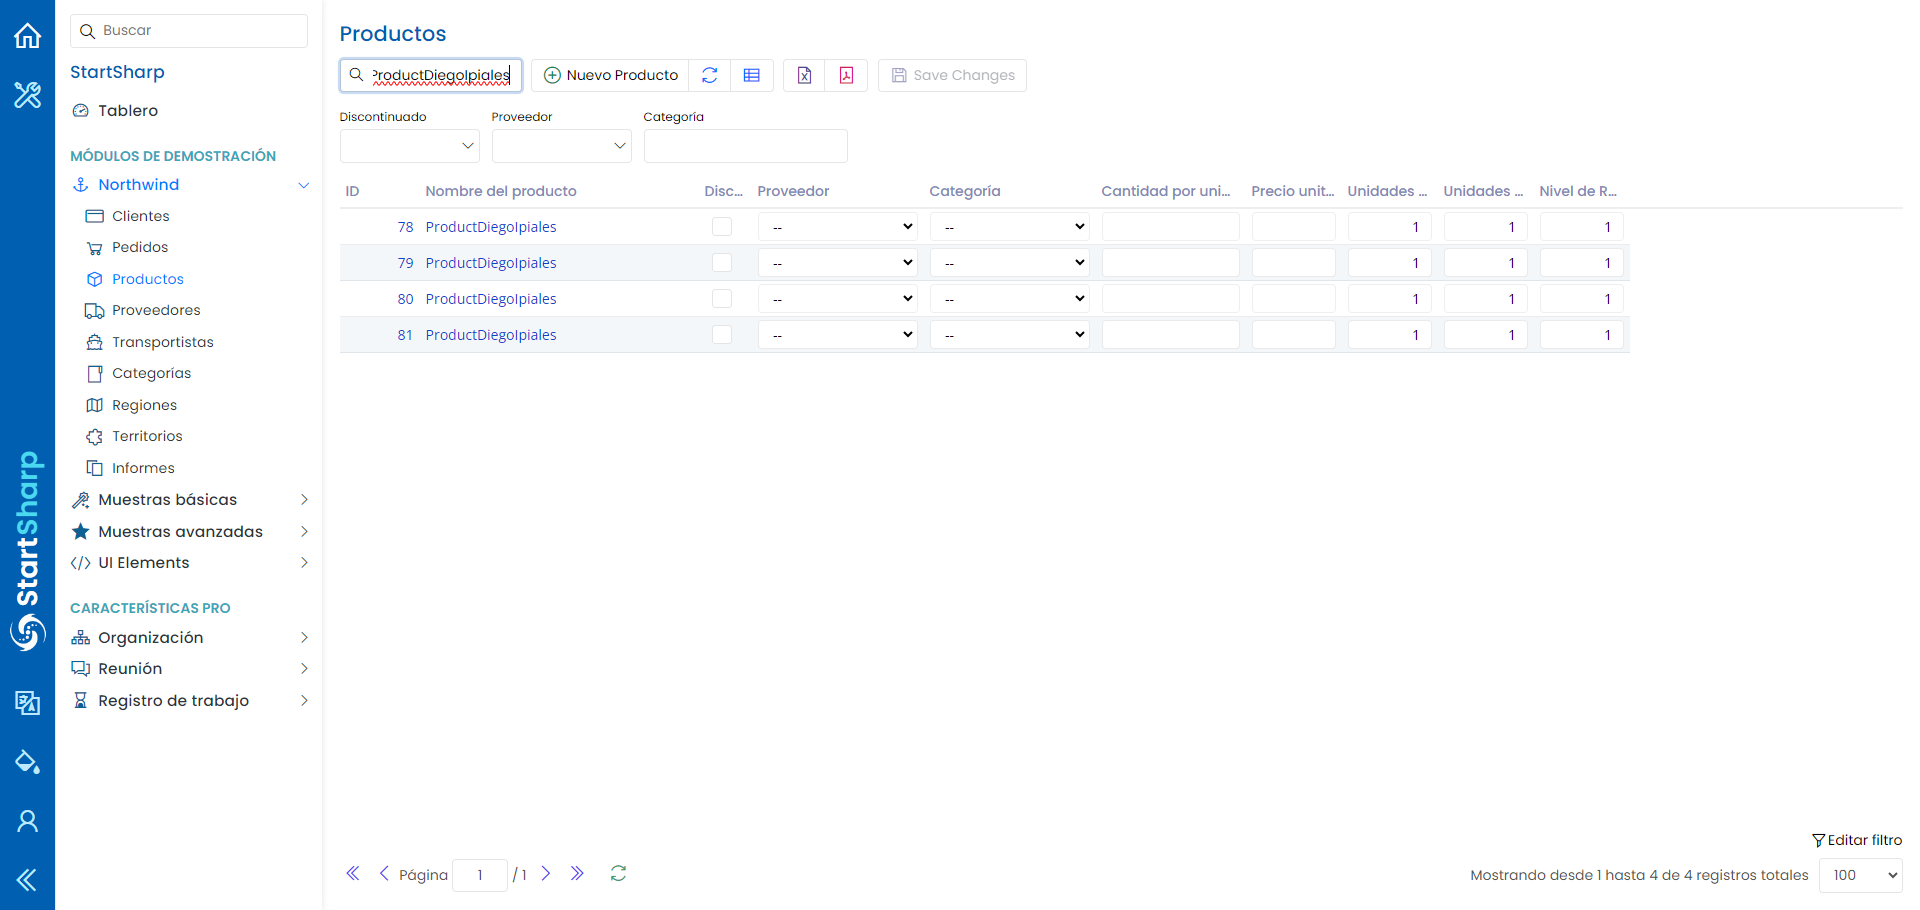 Buscar
StartSharp
Tablero
MÓDULOS DE DEMOSTRACIÓN
Northwind
Clientes
Pedidos
Productos
Proveedores
Transportistas
Categorías
Regiones
Territorios
Informes
Muestras básicas
Muestras avanzadas
UI Elements
CARACTERÍSTICAS PRO
Organización
Reunión
Registro de trabajo
StartSharp
Productos
ProductDiegoIpiales
Nuevo Producto
Save Changes
Discontinuado Proveedor Categoría
ID Nombre del producto Disc... Proveedor Categoría Cantidad por uni... Precio unit... Unidades ... Unidades ... Nivel de R...
78 ProductDiegoIpiales -- -- 1 1 1
79 ProductDiegoIpiales -- -- 1 1 1
80 ProductDiegoIpiales -- -- 1 1 1
81 ProductDiegoIpiales -- -- 1 1 1
Editar filtro
Página 1 / 1
Mostrando desde 1 hasta 4 de 4 registros totales 100